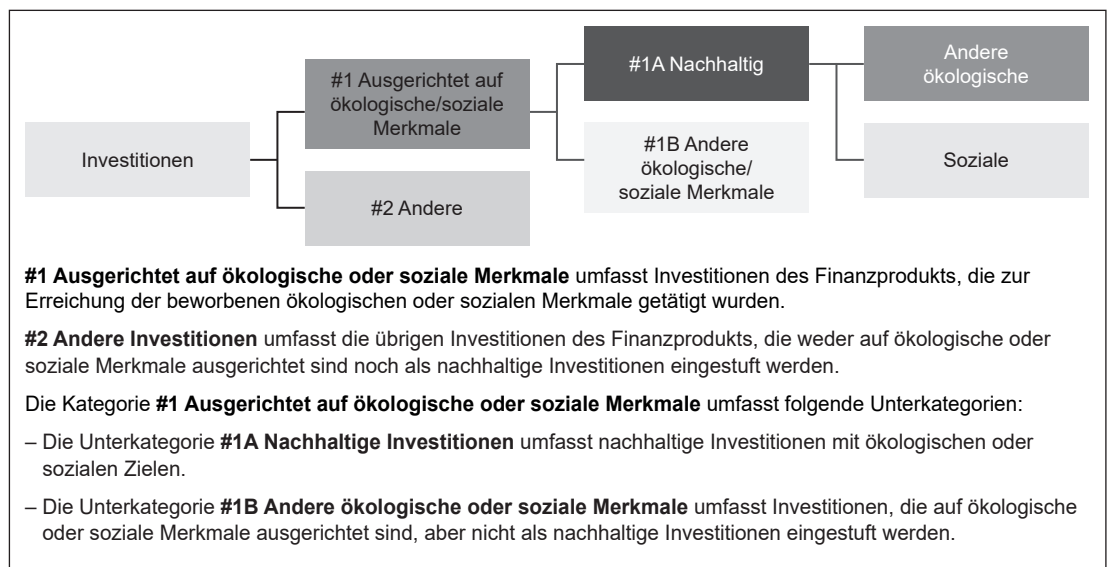 Investitionen
#1 Ausgerichtet auf
ökologische/soziale
Merkmale
#2 Andere
#1A Nachhaltig
#1B Andere
ökologische/
soziale Merkmale
Andere
ökologische
Soziale
#1 Ausgerichtet auf ökologische oder soziale Merkmale umfasst Investitionen des Finanzprodukts, die zur
Erreichung der beworbenen ökologischen oder sozialen Merkmale getätigt wurden.
#2 Andere Investitionen umfasst die übrigen Investitionen des Finanzprodukts, die weder auf ökologische oder
soziale Merkmale ausgerichtet sind noch als nachhaltige Investitionen eingestuft werden.
Die Kategorie #1 Ausgerichtet auf ökologische oder soziale Merkmale umfasst folgende Unterkategorien:
– Die Unterkategorie #1A Nachhaltige Investitionen umfasst nachhaltige Investitionen mit ökologischen oder
sozialen Zielen.
– Die Unterkategorie #1B Andere ökologische oder soziale Merkmale umfasst Investitionen, die auf ökologische
oder soziale Merkmale ausgerichtet sind, aber nicht als nachhaltige Investitionen eingestuft werden.